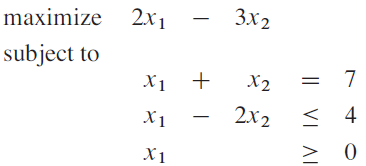 maximize 2x₁ − 3x₂
subject to
x₁ + x₂ = 7
x₁ − 2x₂ ≤ 4
x₁ ≥ 0